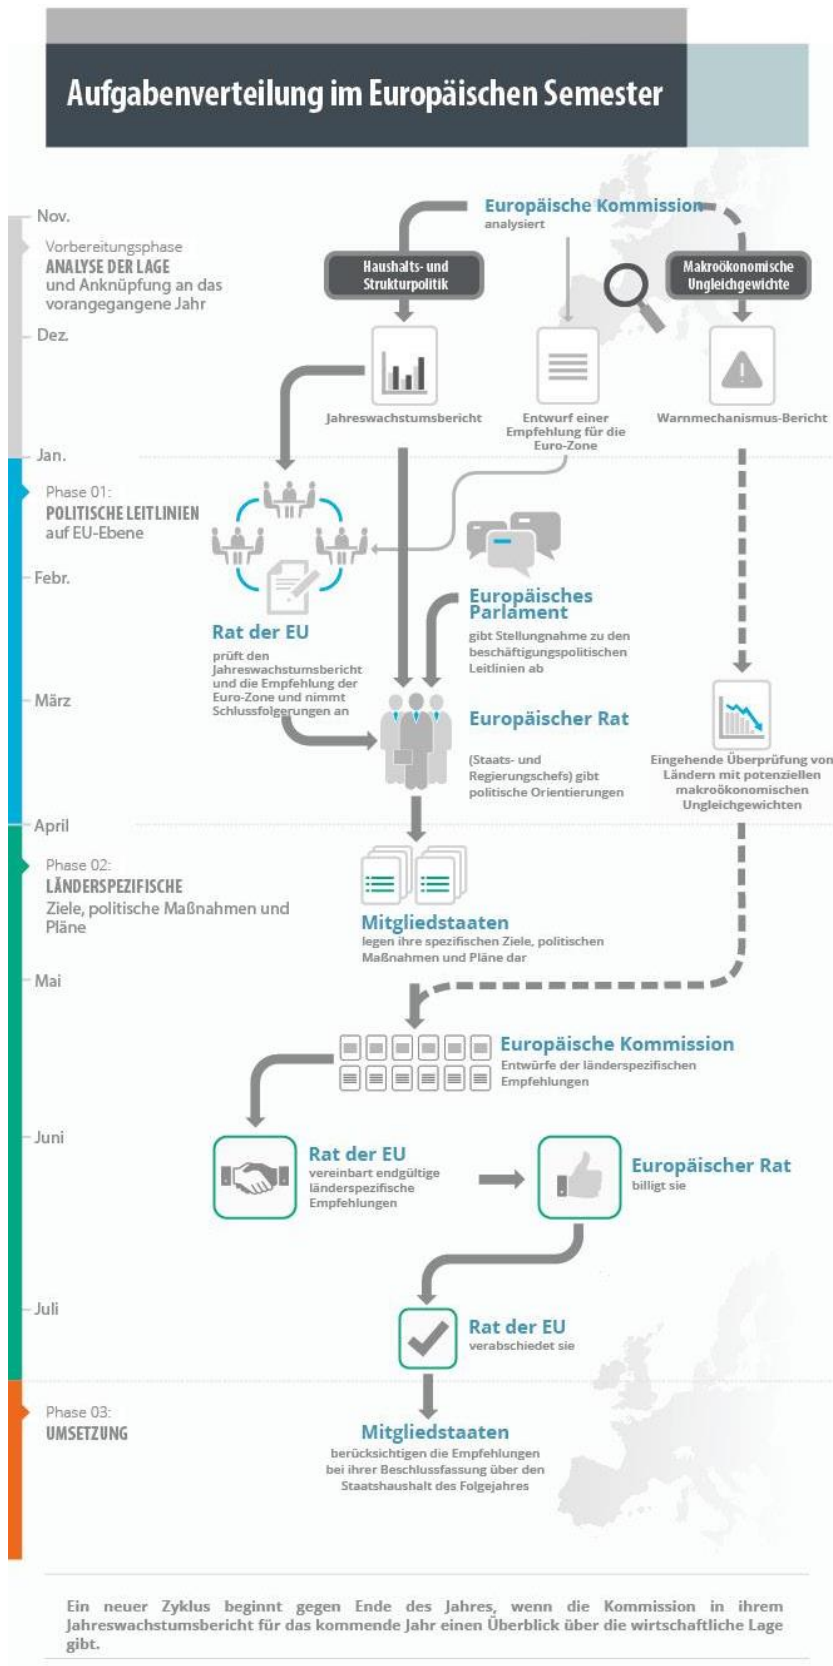 Aufgabenverteilung im Europäischen Semester
Nov.
Europäische Kommission
analysiert
Vorbereitungsphase
ANALYSE DER LAGE
und Anknüpfung an das
vorangegangene Jahr
Haushalts- und
Strukturpolitik
Makroökonomische
Ungleichgewichte
Dez.
Jahreswachstumsbericht
Entwurf einer
Empfehlung für die
Euro-Zone
Warnmechanismus-Bericht
Jan.
Phase 01:
POLITISCHE LEITLINIEN
auf EU-Ebene
Febr.
Rat der EU
prüft den
Jahreswachstumsbericht
und die Empfehlung der
Euro-Zone und nimmt
Schlussfolgerungen an
Europäisches
Parlament
gibt Stellungnahme zu den
beschäftigungspolitischen
Leitlinien ab
März
Europäischer Rat
(Staats- und
Regierungschefs) gibt
politische Orientierungen
Eingehende Überprüfung von
Ländern mit potenziellen
makroökonomischen
Ungleichgewichten
April
Phase 02:
LÄNDERSPEZIFISCHE
Ziele, politische Maßnahmen und
Pläne
Mitgliedstaaten
legen ihre spezifischen Ziele, politischen
Maßnahmen und Pläne dar
Mai
Europäische Kommission
Entwürfe der länderspezifischen
Empfehlungen
Juni
Rat der EU
vereinbart endgültige
länderspezifische
Empfehlungen
Europäischer Rat
billigt sie
Juli
Rat der EU
verabschiedet sie
Phase 03:
UMSETZUNG
Mitgliedstaaten
berücksichtigen die Empfehlungen
bei ihrer Beschlussfassung über den
Staatshaushalt des Folgejahres
Ein neuer Zyklus beginnt gegen Ende des Jahres, wenn die Kommission in ihrem
Jahreswachstumsbericht für das kommende Jahr einen Überblick über die wirtschaftliche Lage
gibt.